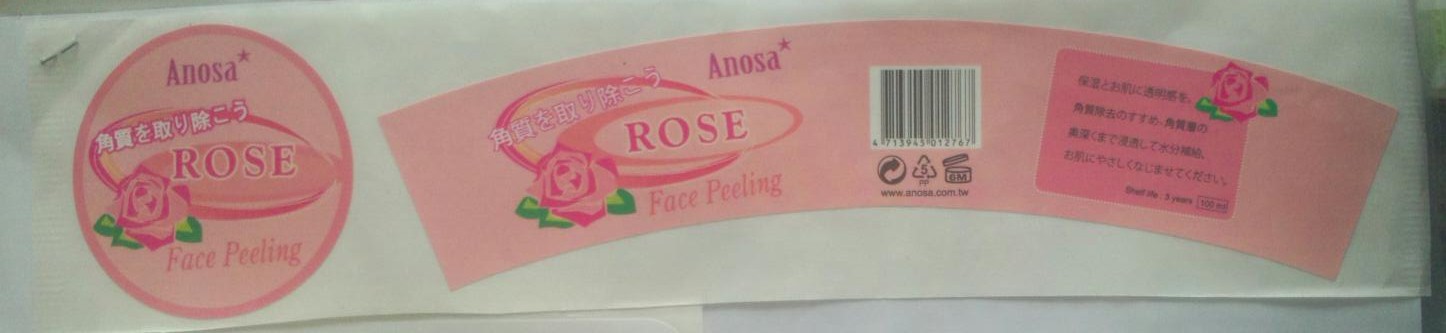 Anosa*
角質を取り除こう
ROSE
Face Peeling
Anosa*
角質を取り除こう
ROSE
Face Peeling
4 713945 012767
5
PP
6M
www.anosa.com.tw
保湿とお肌に透明感を。
角質除去のすすめ-角質層の
奥深くまで浸透して水分補給、
お肌にやさしくなじませてください。
Shelf life : 3 years 100 ml